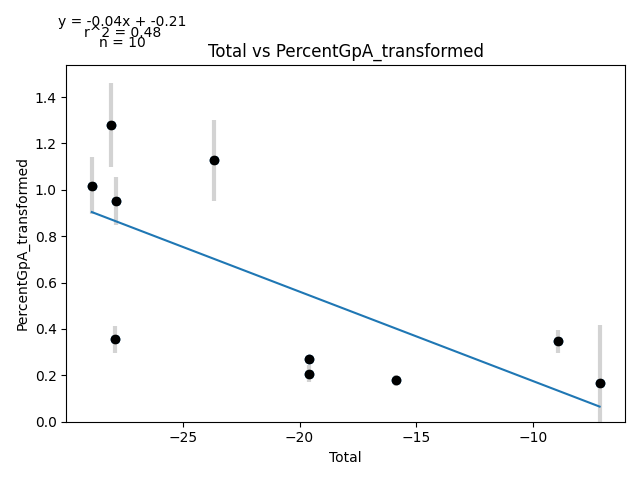 y = -0.04x + -0.21
r^2 = 0.48
n = 10
Total vs PercentGpA_transformed
PercentGpA_transformed
1.4
1.2
1.0
0.8
0.6
0.4
0.2
0.0
−25
−20
−15
−10
Total